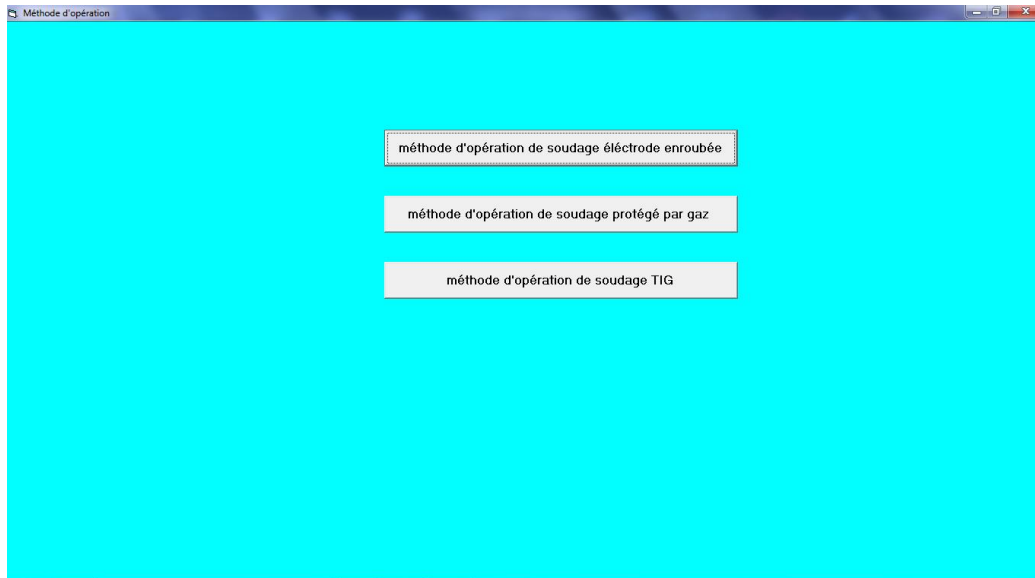 Méthode d'opération
méthode d'opération de soudage éléctrode enroubée
méthode d'opération de soudage protégé par gaz
méthode d'opération de soudage TIG